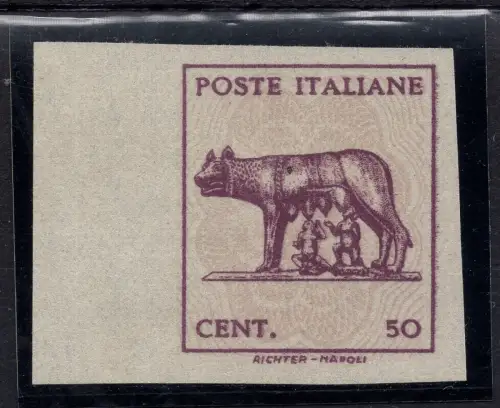 POSTE ITALIANE
CENT. 50
RICHTER - NAPOLI